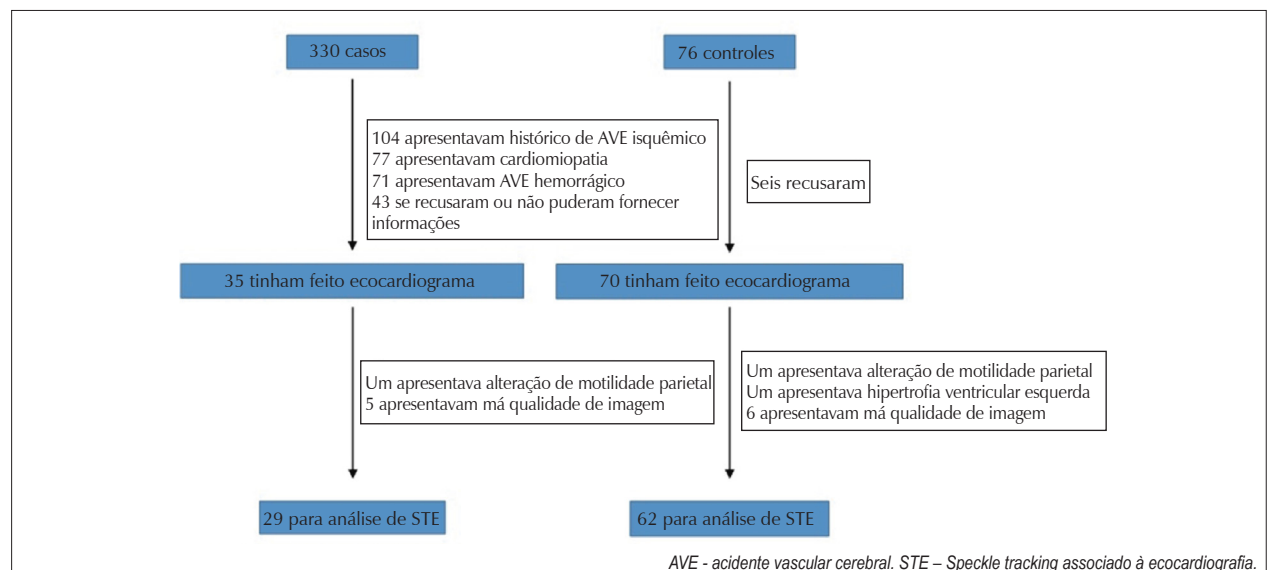 330 casos
76 controles
104 apresentavam histórico de AVE isquêmico
77 apresentavam cardiomiopatia
71 apresentavam AVE hemorrágico
43 se recusaram ou não puderam fornecer
informações
Seis recusaram
35 tinham feito ecocardiograma
70 tinham feito ecocardiograma
Um apresentava alteração de motilidade parietal
5 apresentavam má qualidade de imagem
Um apresentava alteração de motilidade parietal
Um apresentava hipertrofia ventricular esquerda
6 apresentavam má qualidade de imagem
29 para análise de STE
62 para análise de STE
AVE - acidente vascular cerebral. STE – Speckle tracking associado à ecocardiografia.